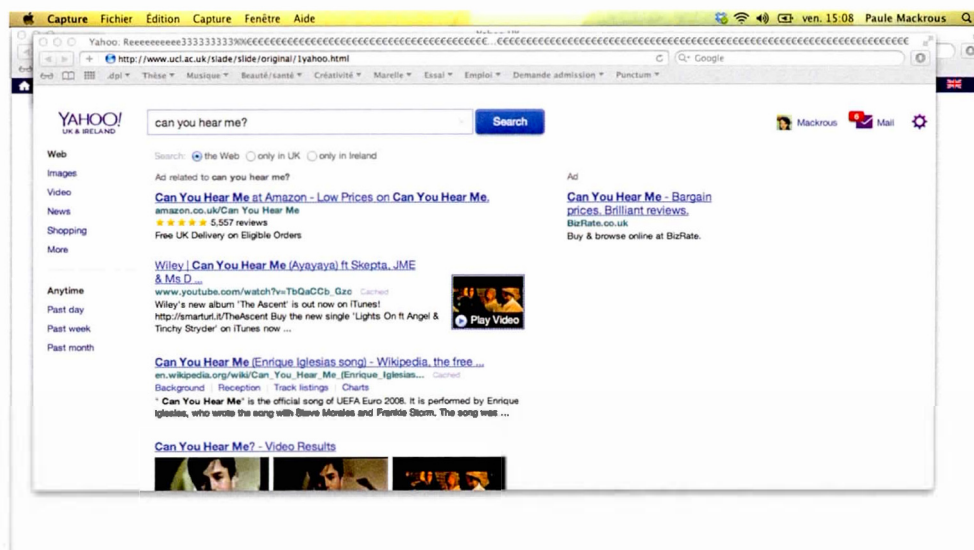 Capture Fichier Édition Capture Fenêtre Aide ven. 15:08 Paule Mackrous
Yahoo: Reeeeeeeeee33333333%%€€€€€€€€€€€€€€€€€€€€€€€€€€€€€€€€€€€€€€€€€€€...€€€€€€€€€€€€€€€€€€€€€€€€€€€€€€€€€€€€€€€€€€€€€€€€€€€€€€€€€€€€€€€€€€€€€€
http://www.ucl.ac.uk/slade/slide/original/1yahoo.html Google
.dpl Thèse Musique Beauté/santé Créativité Marelle Essai Emploi Demande admission Punctum
YAHOO!
UK & IRELAND
can you hear me? Search Mackrous 6 Mail
Web
Images
Video
News
Shopping
More
Anytime
Past day
Past week
Past month
Search: the Web only in UK only in Ireland
Ad related to can you hear me?
Can You Hear Me at Amazon - Low Prices on Can You Hear Me.
amazon.co.uk/Can You Hear Me
5,557 reviews
Free UK Delivery on Eligible Orders
Wiley | Can You Hear Me (Ayayaya) ft Skepta, JME
& Ms D ...
www.youtube.com/watch?v=TbQaCCb_Gzc Cached
Wiley's new album 'The Ascent' is out now on iTunes!
http://smarturl.it/TheAscent Buy the new single 'Lights On ft Angel &
Tinchy Stryder' on iTunes now ...
Play Video
Can You Hear Me (Enrique Iglesias song) - Wikipedia, the free ...
en.wikipedia.org/wiki/Can_You_Hear_Me_(Enrique_Iglesias... Cached
Background Reception Track listings Charts
" Can You Hear Me" is the official song of UEFA Euro 2008. It is performed by Enrique
Iglesias, who wrote the song with Steve Morales and Frankie Storm. The song was ...
Can You Hear Me? - Video Results
Ad
Can You Hear Me - Bargain
prices. Brilliant reviews.
BizRate.co.uk
Buy & browse online at BizRate.